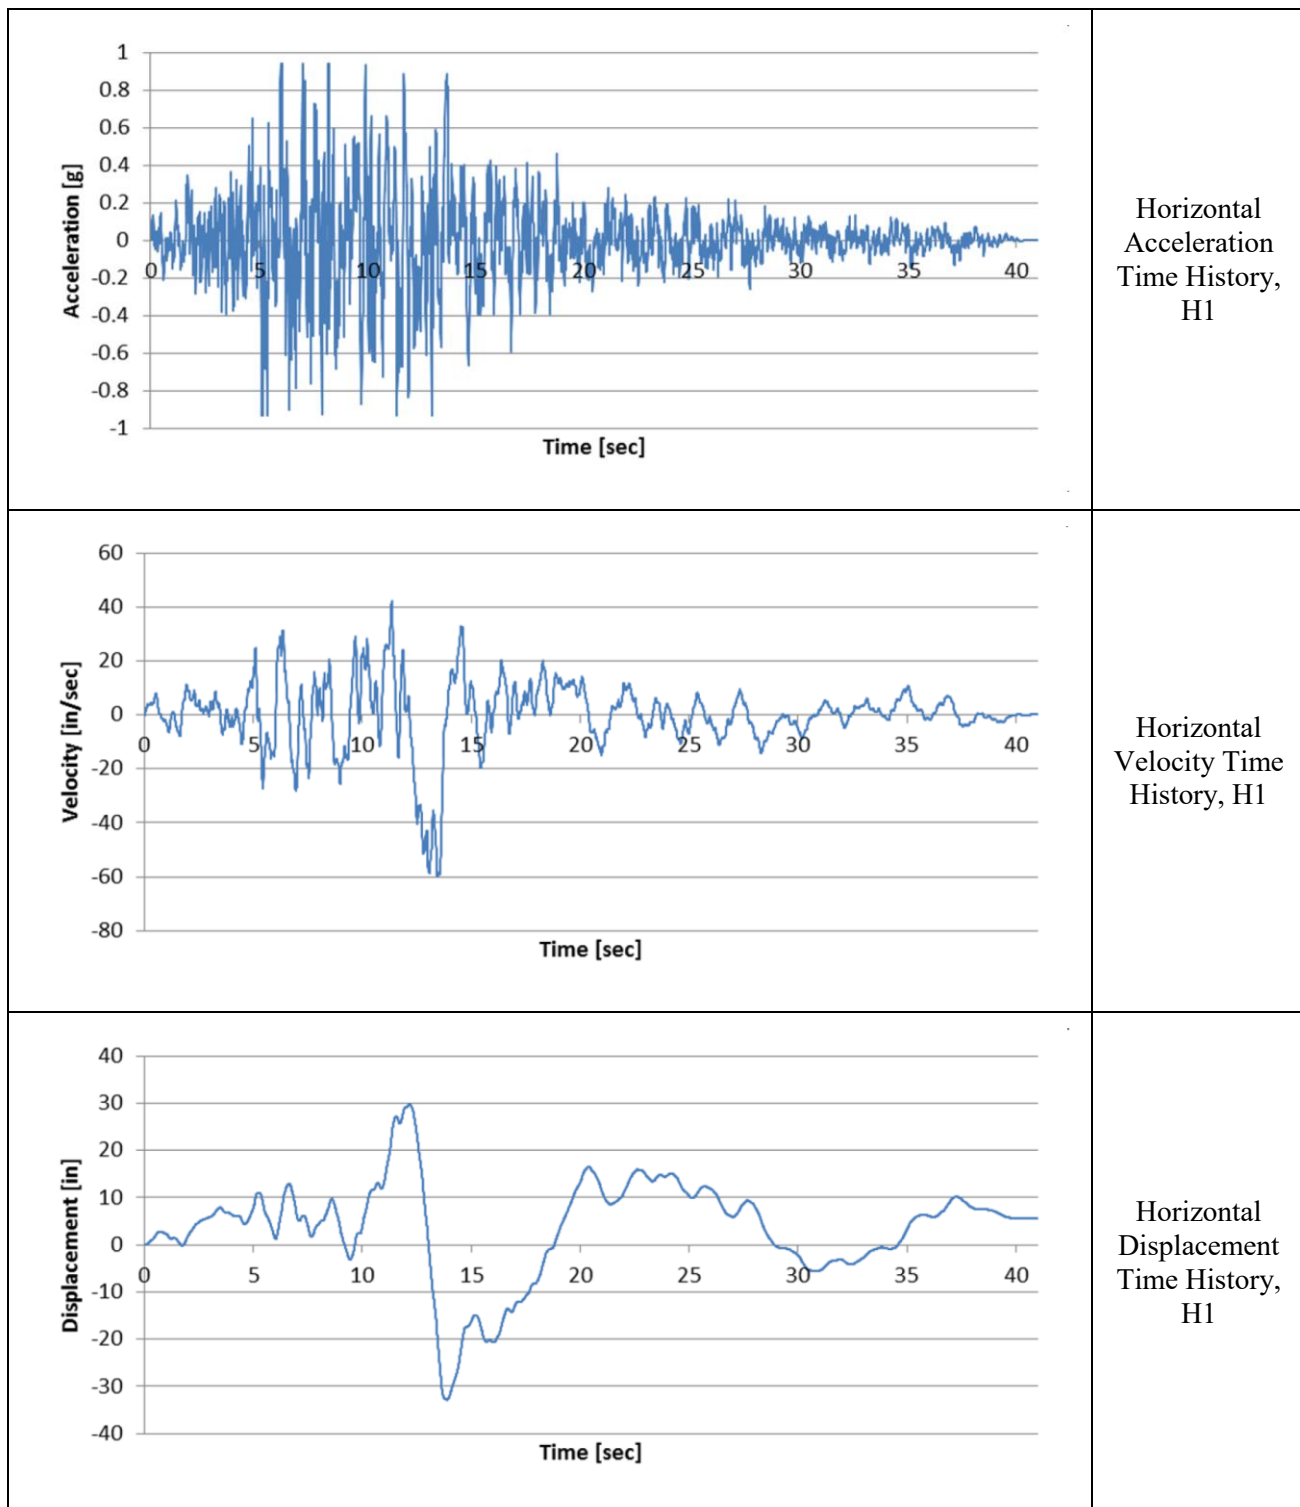 1
0.8
0.6
0.4
0.2
0
-0.2
-0.4
-0.6
-0.8
-1
Acceleration [g]
0 5 10 15 20 25 30 35 40
Time [sec]
Horizontal
Acceleration
Time History,
H1
60
40
20
0
-20
-40
-60
-80
Velocity [in/sec]
0 5 10 15 20 25 30 35 40
Time [sec]
Horizontal
Velocity Time
History, H1
40
30
20
10
0
-10
-20
-30
-40
Displacement [in]
0 5 10 15 20 25 30 35 40
Time [sec]
Horizontal
Displacement
Time History,
H1